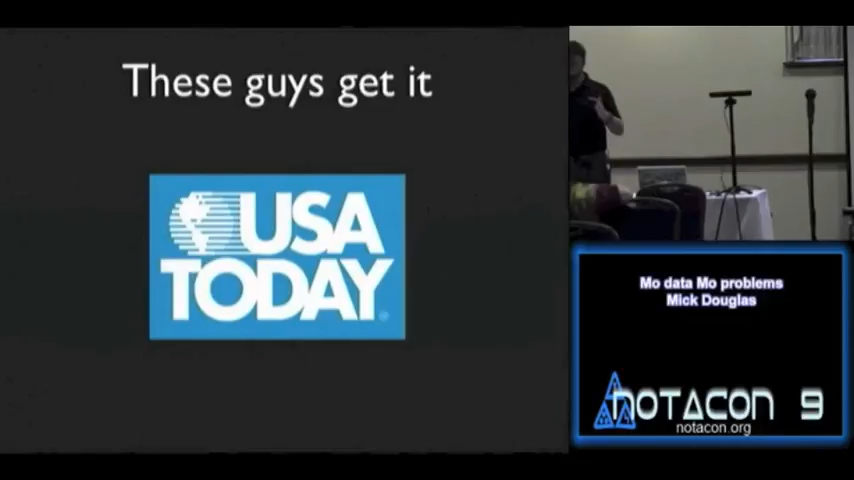 These guys get it
USA
TODAY
Mo data Mo problems
Mick Douglas
NOTACON 9
notacon.org